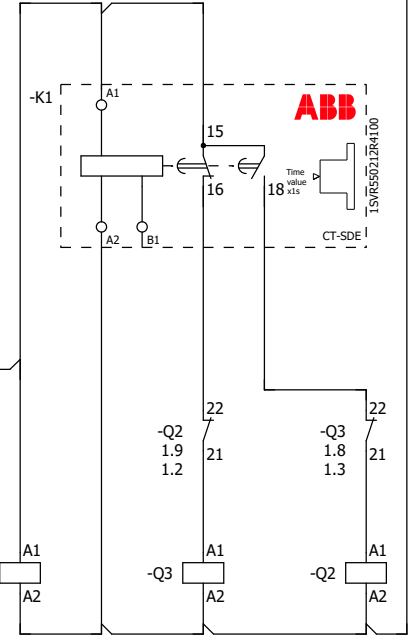 -K1
A1
ABB
15
16
18
Time
value
x1s
1SVR550212R4100
A2
B1
CT-SDE
22
-Q2
1.9
1.2
21
22
-Q3
1.8
1.3
21
A1
A2
-Q3
A1
A2
-Q2
A1
A2